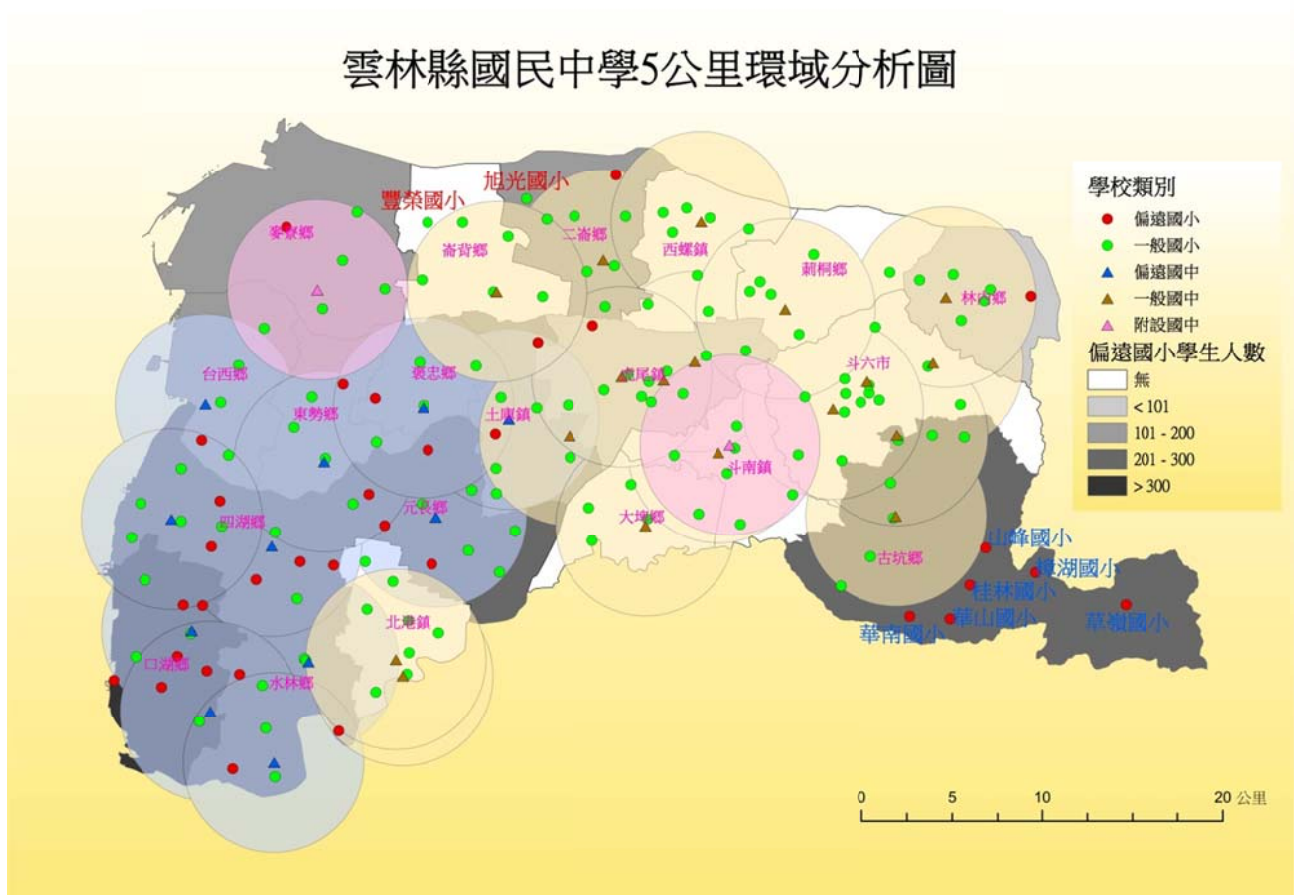 雲林縣國民中學5公里環域分析圖
學校類別
偏遠國小
一般國小
偏遠國中
一般國中
附設國中
偏遠國小學生人數
無
< 101
101 - 200
201 - 300
> 300
豐榮國小
旭光國小
麥寮鄉
崙背鄉
二崙鄉
西螺鎮
莿桐鄉
林內鄉
台西鄉
東勢鄉
褒忠鄉
土庫鎮
虎尾鎮
斗六市
斗南鎮
四湖鄉
元長鄉
大埤鄉
古坑鄉
北港鎮
口湖鄉
水林鄉
山峰國小
樟湖國小
桂林國小
華南國小
華山國小
草嶺國小
0 5 10 20 公里